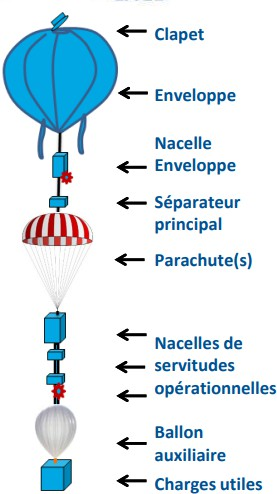 Clapet
Enveloppe
Nacelle
Enveloppe
Séparateur
principal
Parachute(s)
Nacelles de
servitudes
opérationnelles
Ballon
auxiliaire
Charges utiles